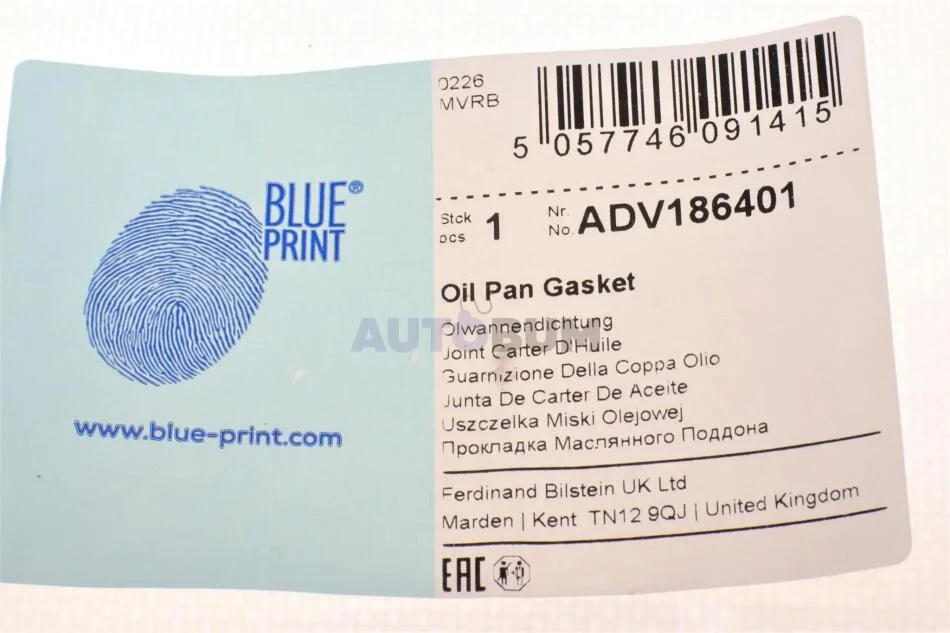 BLUE®
PRINT
www.blue-print.com
0226
MVRB
5 057746 091415
Stck
pcs 1 Nr.
No. ADV186401
Oil Pan Gasket
Ölwannendichtung
Joint Carter D'Huile
Guarnizione Della Coppa Olio
Junta De Carter De Aceite
Uszczelka Miski Olejowej
Прокладка Маслянного Поддона
Ferdinand Bilstein UK Ltd
Marden | Kent TN12 9QJ | United Kingdom
EAC
AUTOBUM